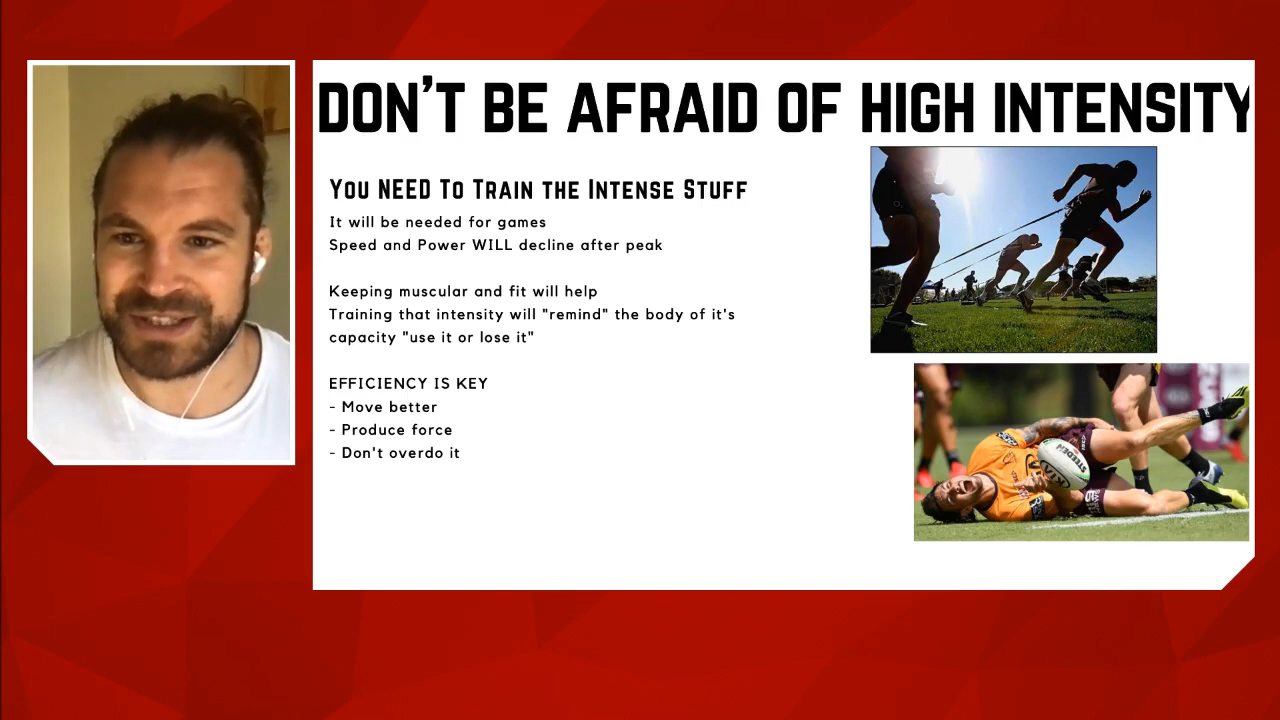 DON'T BE AFRAID OF HIGH INTENSITY
You NEED To Train the Intense Stuff
It will be needed for games
Speed and Power WILL decline after peak
Keeping muscular and fit will help
Training that intensity will "remind" the body of it's
capacity "use it or lose it"
EFFICIENCY IS KEY
- Move better
- Produce force
- Don't overdo it
STEEDEN
KIA